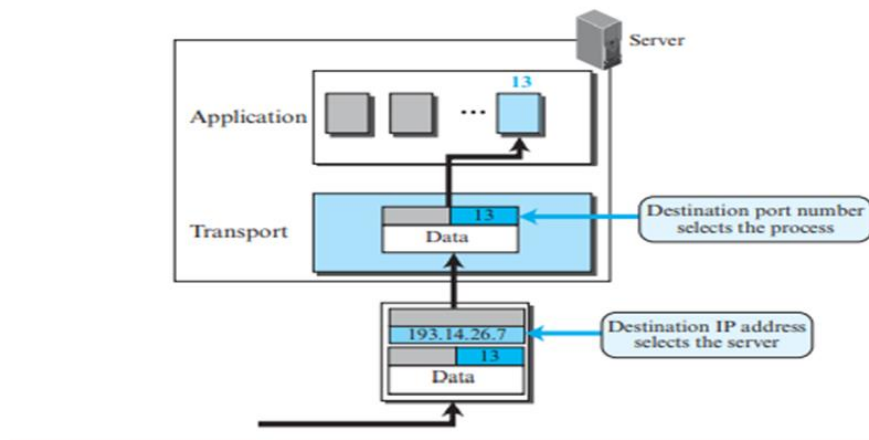 Server
13
Application
...
13
Destination port number
selects the process
Transport
Data
193.14.26.7
Destination IP address
selects the server
13
Data